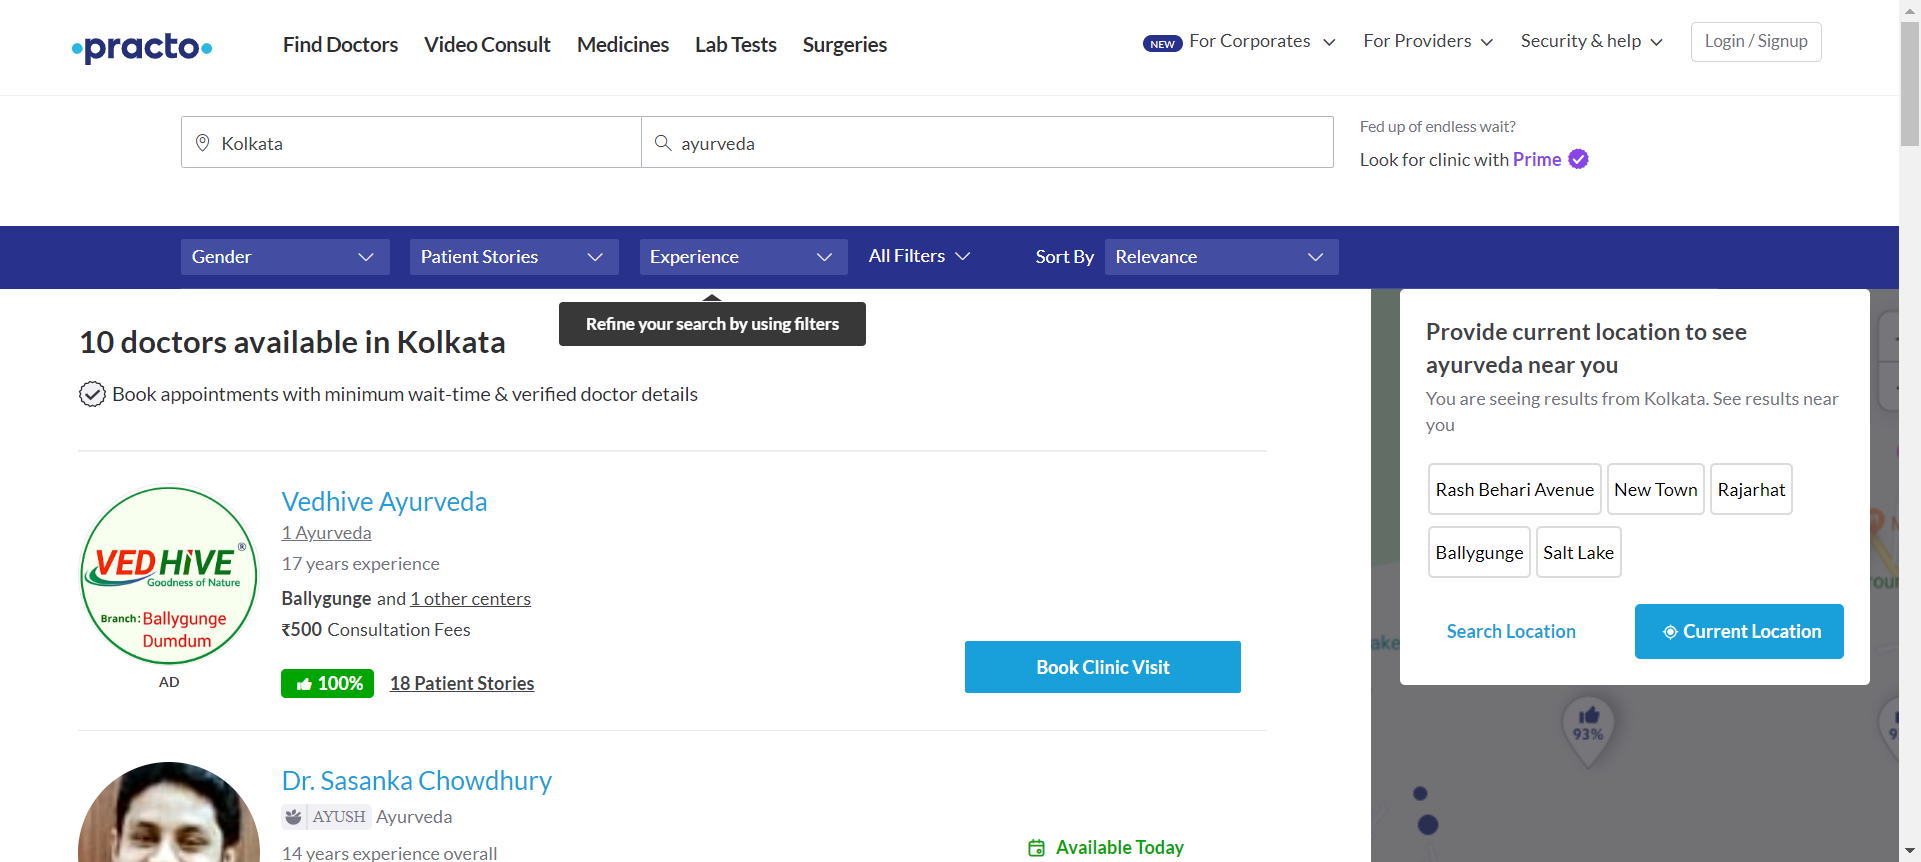 practo
Find Doctors
Video Consult
Medicines
Lab Tests
Surgeries
NEW For Corporates
For Providers
Security & help
Login / Signup
Kolkata
ayurveda
Fed up of endless wait?
Look for clinic with Prime
Gender
Patient Stories
Experience
All Filters
Sort By
Relevance
Refine your search by using filters
10 doctors available in Kolkata
Book appointments with minimum wait-time & verified doctor details
VEDHIVE®
Goodness of Nature
Branch: Ballygunge
Dumdum
AD
Vedhive Ayurveda
1 Ayurveda
17 years experience
Ballygunge and 1 other centers
₹500 Consultation Fees
100%
18 Patient Stories
Book Clinic Visit
Dr. Sasanka Chowdhury
AYUSH Ayurveda
14 years experience overall
Available Today
Provide current location to see
ayurveda near you
You are seeing results from Kolkata. See results near
you
Rash Behari Avenue
New Town
Rajarhat
Ballygunge
Salt Lake
Search Location
Current Location
93%